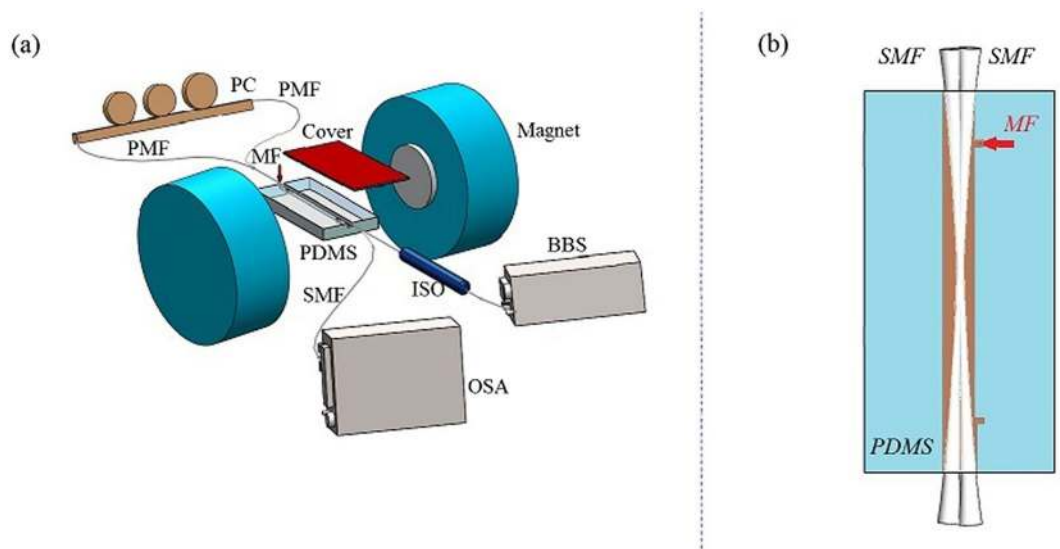 (a)
PC
PMF
PMF
Cover
MF
Magnet
PDMS
BBS
ISO
SMF
OSA
(b)
SMF
SMF
MF
PDMS